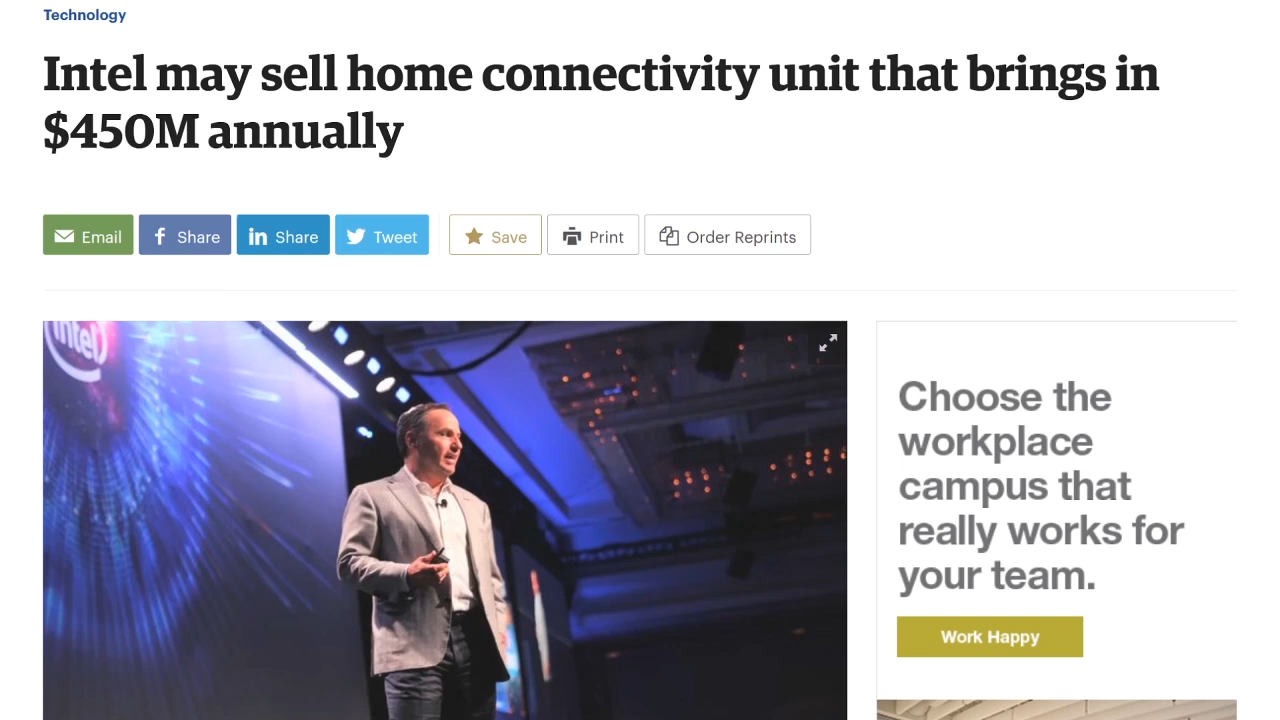 Technology
Intel may sell home connectivity unit that brings in
$450M annually
Email
Share
Share
Tweet
Save
Print
Order Reprints
intel
Choose the
workplace
campus that
really works for
your team.
Work Happy